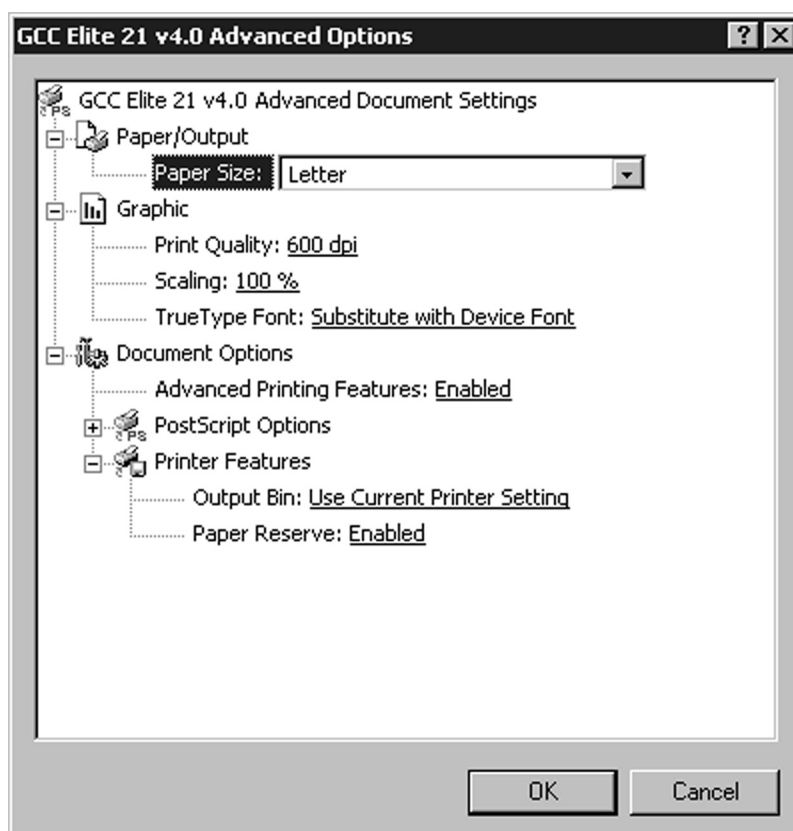 GCC Elite 21 v4.0 Advanced Options
GCC Elite 21 v4.0 Advanced Document Settings
Paper/Output
Paper Size: Letter
Graphic
Print Quality: 600 dpi
Scaling: 100 %
TrueType Font: Substitute with Device Font
Document Options
Advanced Printing Features: Enabled
PostScript Options
Printer Features
Output Bin: Use Current Printer Setting
Paper Reserve: Enabled
OK Cancel